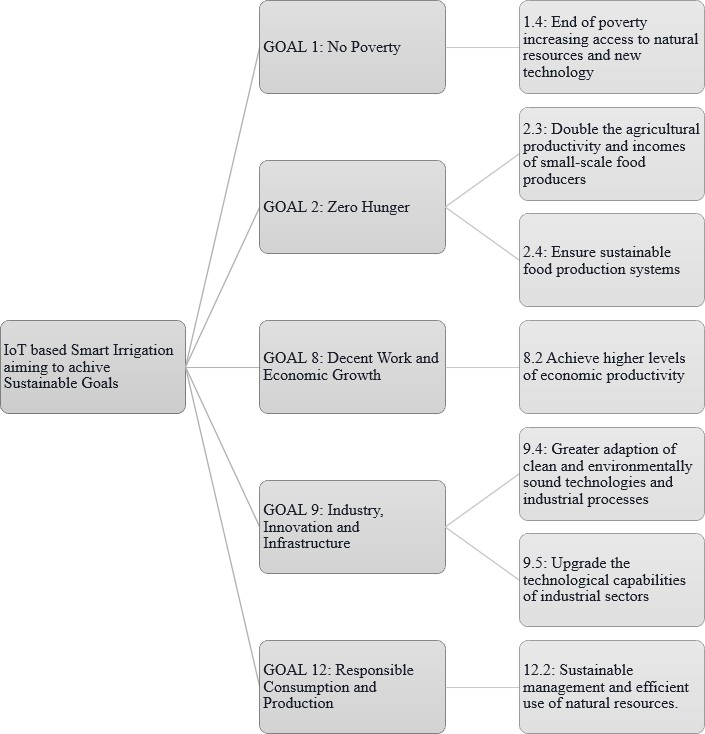 IoT based Smart Irrigation
aiming to achive
Sustainable Goals
GOAL 1: No Poverty
1.4: End of poverty
increasing access to natural
resources and new
technology
GOAL 2: Zero Hunger
2.3: Double the agricultural
productivity and incomes
of small-scale food
producers
2.4: Ensure sustainable
food production systems
GOAL 8: Decent Work and
Economic Growth
8.2 Achieve higher levels
of economic productivity
GOAL 9: Industry,
Innovation and
Infrastructure
9.4: Greater adaption of
clean and environmentally
sound technologies and
industrial processes
9.5: Upgrade the
technological capabilities
of industrial sectors
GOAL 12: Responsible
Consumption and
Production
12.2: Sustainable
management and efficient
use of natural resources.